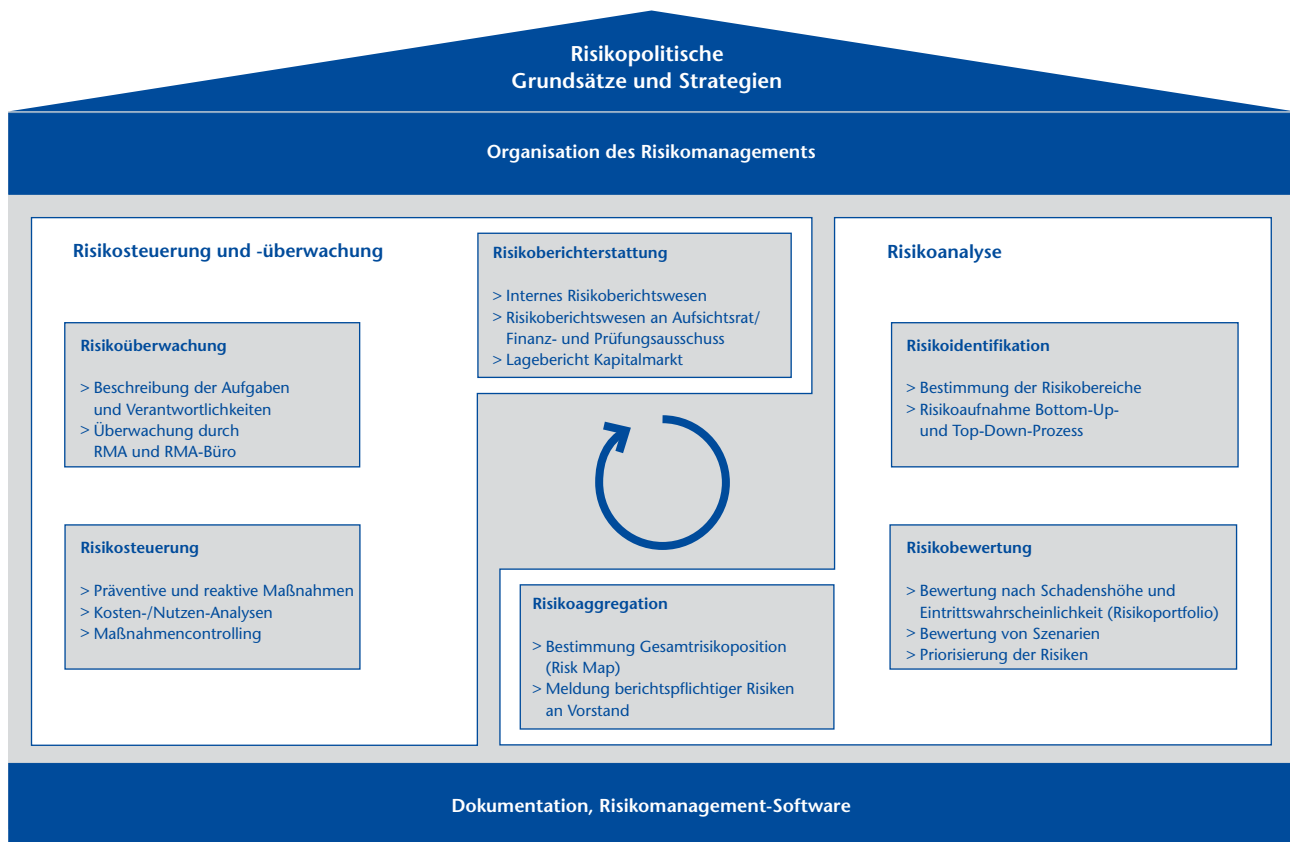 Risikopolitische
Grundsätze und Strategien
Organisation des Risikomanagements
Risikosteuerung und -überwachung
Risikoberichterstattung
> Internes Risikoberichtswesen
> Risikoberichtswesen an Aufsichtsrat/
Finanz- und Prüfungsausschuss
> Lagebericht Kapitalmarkt
Risikoüberwachung
> Beschreibung der Aufgaben
und Verantwortlichkeiten
> Überwachung durch
RMA und RMA-Büro
Risikosteuerung
> Präventive und reaktive Maßnahmen
> Kosten-/Nutzen-Analysen
> Maßnahmencontrolling
Risikoanalyse
Risikoidentifikation
> Bestimmung der Risikobereiche
> Risikoaufnahme Bottom-Up-
und Top-Down-Prozess
Risikobewertung
> Bewertung nach Schadenshöhe und
Eintrittswahrscheinlichkeit (Risikoportfolio)
> Bewertung von Szenarien
> Priorisierung der Risiken
Risikoaggregation
> Bestimmung Gesamtrisikoposition
(Risk Map)
> Meldung berichtspflichtiger Risiken
an Vorstand
Dokumentation, Risikomanagement-Software